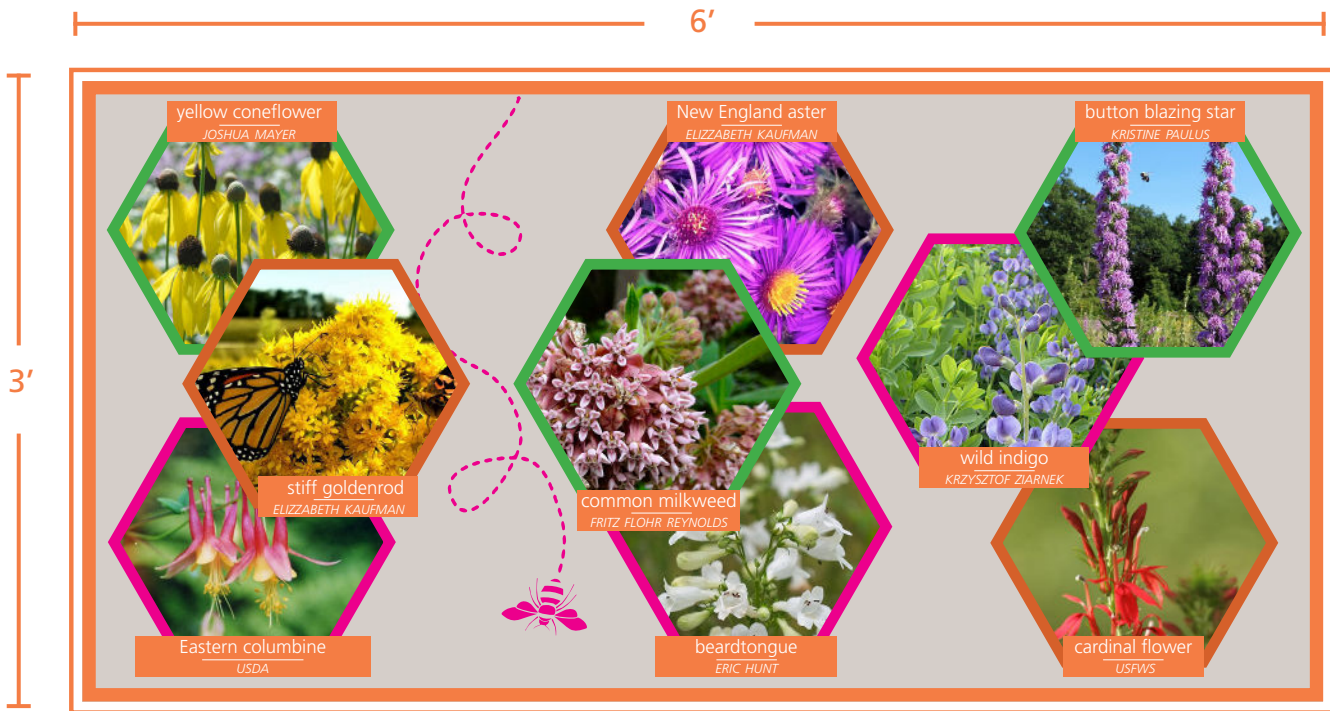 6′
3′
yellow coneflower
JOSHUA MAYER
New England aster
ELIZZABETH KAUFMAN
button blazing star
KRISTINE PAULUS
stiff goldenrod
ELIZZABETH KAUFMAN
common milkweed
FRITZ FLOHR REYNOLDS
wild indigo
KRZYSZTOF ZIARNEK
Eastern columbine
USDA
beardtongue
ERIC HUNT
cardinal flower
USFWS